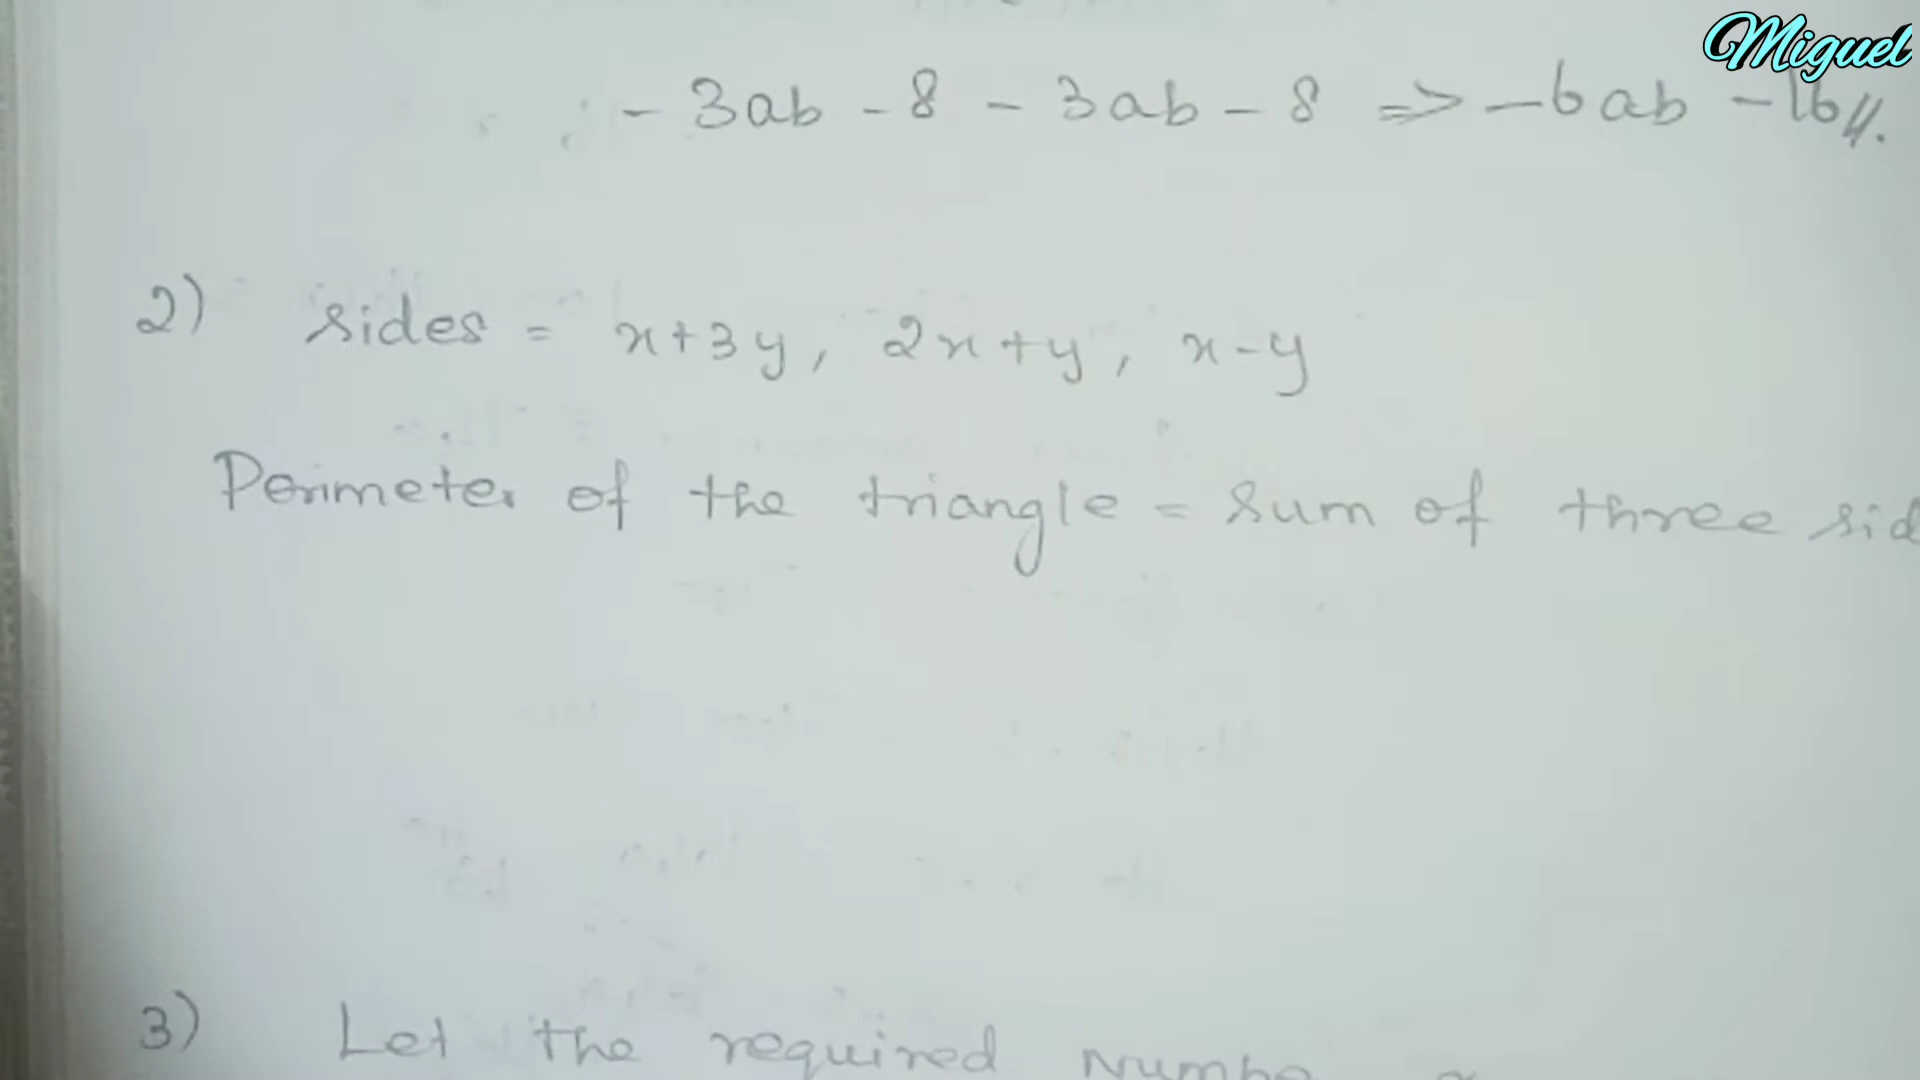 Miguel
- 3ab - 8 - 3ab - 8 => -6ab -16//.
2) sides = x+3y, 2x+y, x-y
Perimeter of the triangle = sum of three sid
3) Let the required